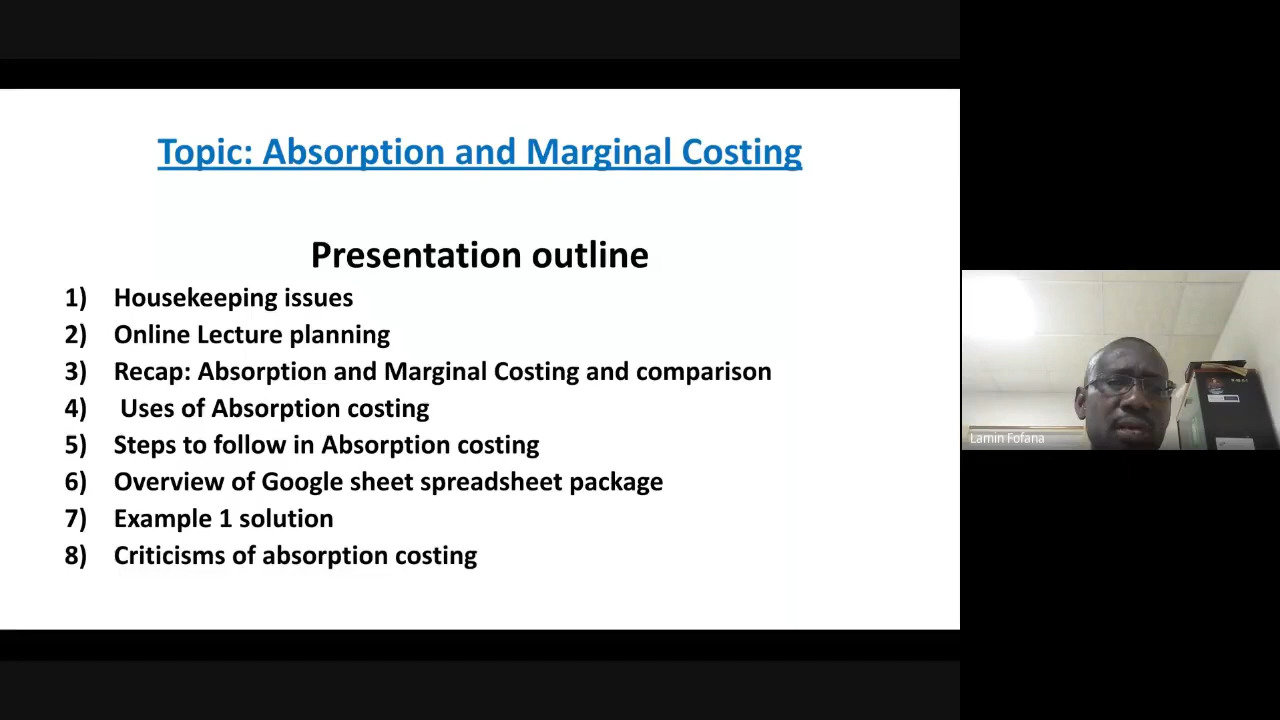 Topic: Absorption and Marginal Costing
Presentation outline
1) Housekeeping issues
2) Online Lecture planning
3) Recap: Absorption and Marginal Costing and comparison
4) Uses of Absorption costing
5) Steps to follow in Absorption costing
6) Overview of Google sheet spreadsheet package
7) Example 1 solution
8) Criticisms of absorption costing
Lamin Fofana